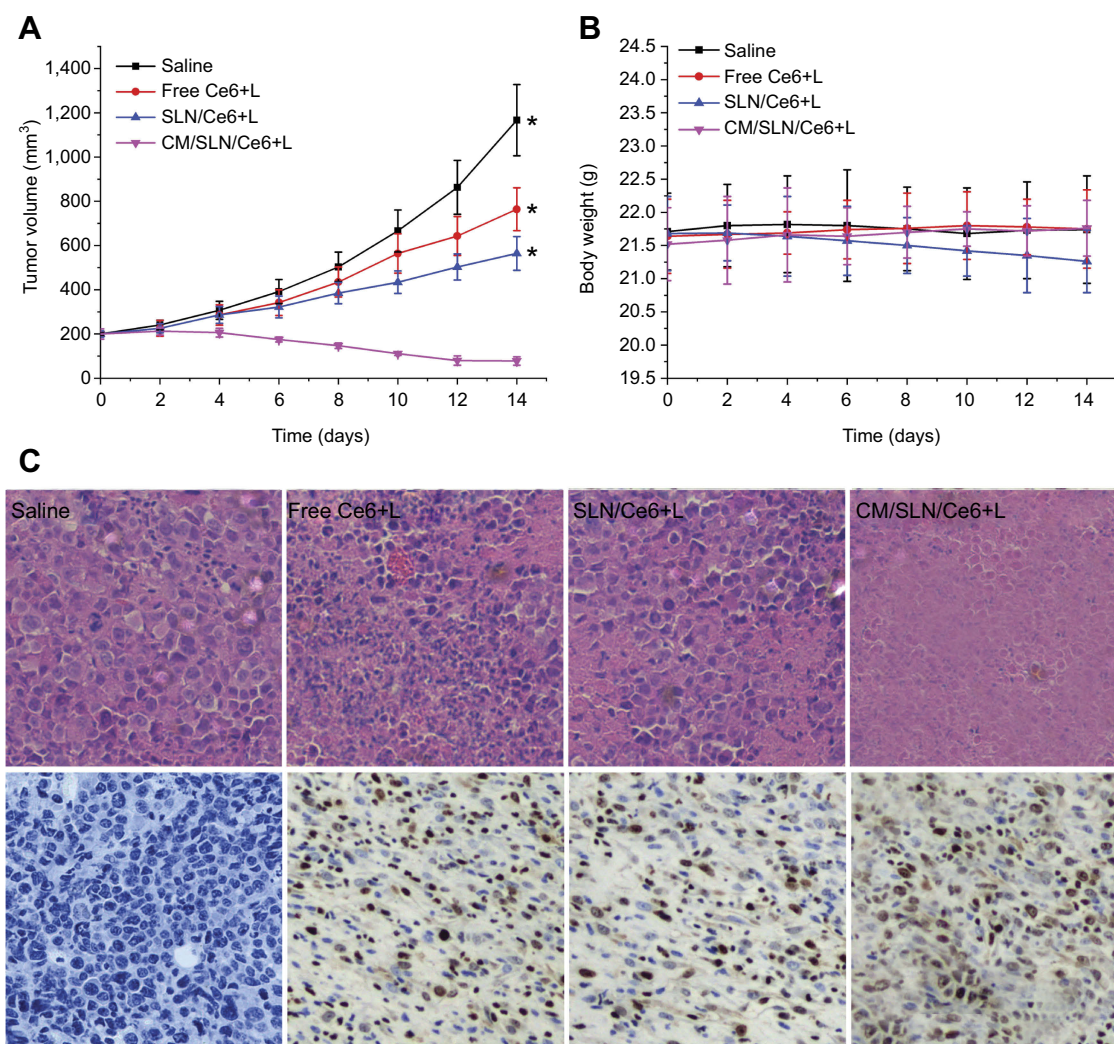 A
Tumor volume (mm³)
1,400
1,200
1,000
800
600
400
200
0
Saline
Free Ce6+L
SLN/Ce6+L
CM/SLN/Ce6+L
*
*
*
0 2 4 6 8 10 12 14
Time (days)
B
Body weight (g)
24.5
24.0
23.5
23.0
22.5
22.0
21.5
21.0
20.5
20.0
19.5
Saline
Free Ce6+L
SLN/Ce6+L
CM/SLN/Ce6+L
0 2 4 6 8 10 12 14
Time (days)
C
Saline Free Ce6+L SLN/Ce6+L CM/SLN/Ce6+L